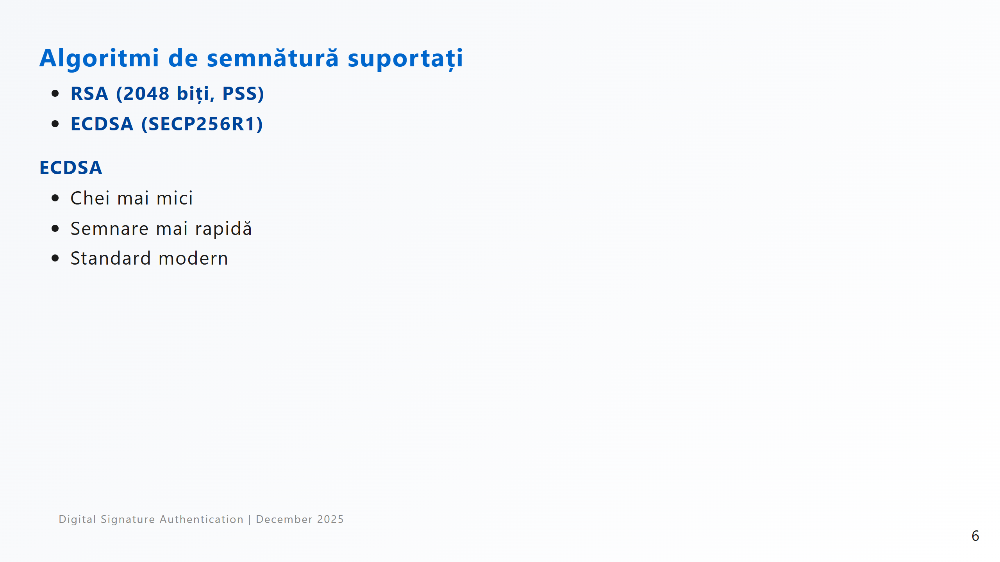 Algoritmi de semnătură suportați
• RSA (2048 biți, PSS)
• ECDSA (SECP256R1)
ECDSA
• Chei mai mici
• Semnare mai rapidă
• Standard modern
Digital Signature Authentication | December 2025
6